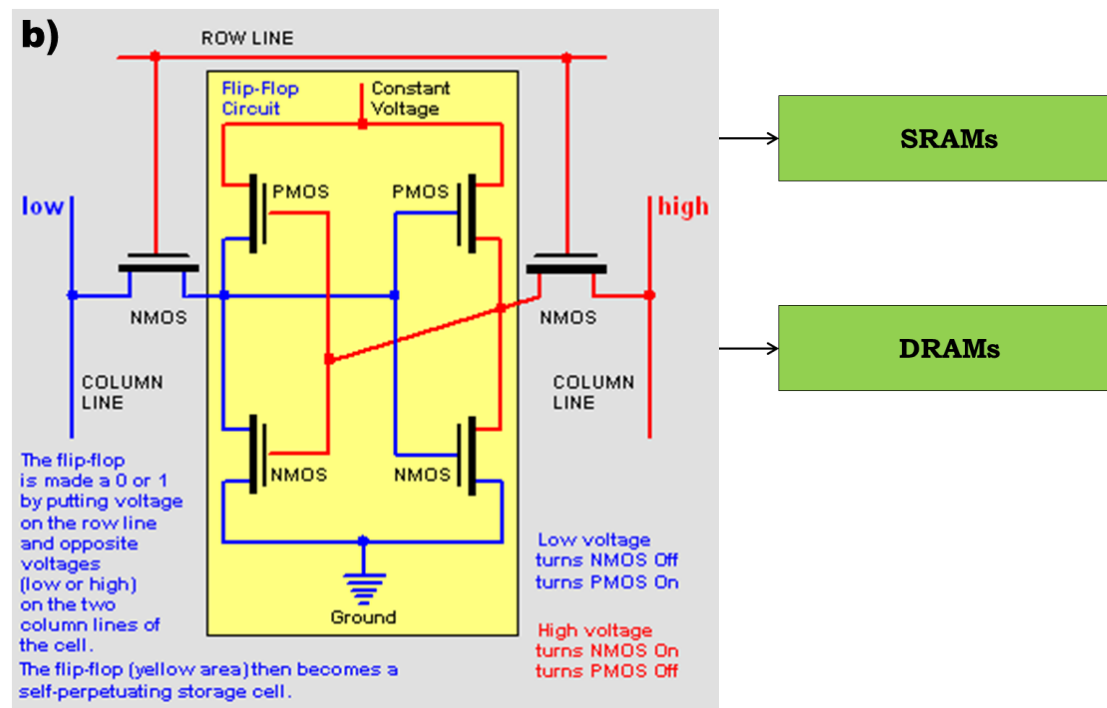 b)
ROW LINE
Flip-Flop
Circuit
Constant
Voltage
SRAMs
PMOS
PMOS
low
high
NMOS
NMOS
DRAMs
COLUMN
LINE
COLUMN
LINE
NMOS
NMOS
The flip-flop
is made a 0 or 1
by putting voltage
on the row line
and opposite
voltages
(low or high)
on the two
column lines of
the cell.
The flip-flop (yellow area) then becomes a
self-perpetuating storage cell.
Ground
Low voltage
turns NMOS Off
turns PMOS On
High voltage
turns NMOS On
turns PMOS Off